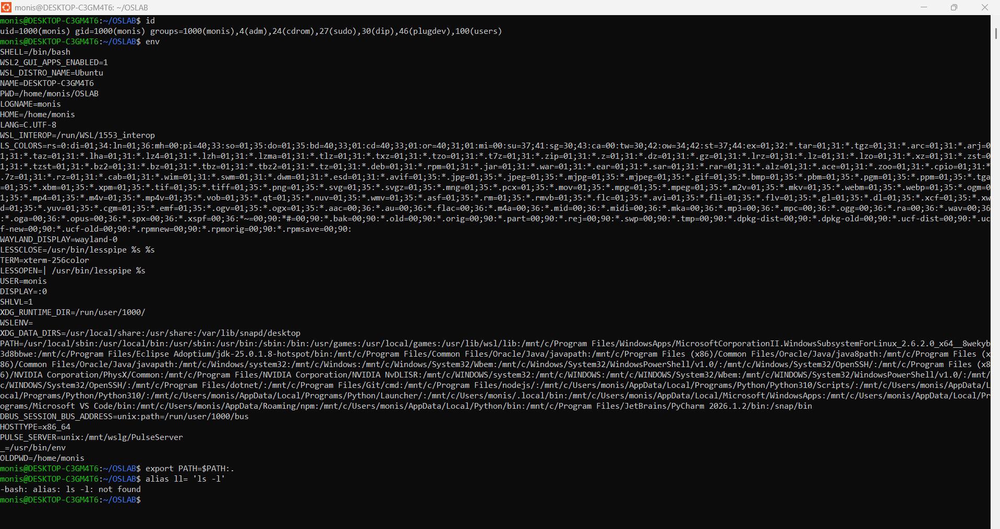 monis@DESKTOP-C3GM4T6: ~/OSLAB
monis@DESKTOP-C3GM4T6:~/OSLAB$ id
uid=1000(monis) gid=1000(monis) groups=1000(monis),4(adm),24(cdrom),27(sudo),30(dip),46(plugdev),100(users)
monis@DESKTOP-C3GM4T6:~/OSLAB$ env
SHELL=/bin/bash
WSL2_GUI_APPS_ENABLED=1
WSL_DISTRO_NAME=Ubuntu
NAME=DESKTOP-C3GM4T6
PWD=/home/monis/OSLAB
LOGNAME=monis
HOME=/home/monis
LANG=C.UTF-8
WSL_INTEROP=/run/WSL/1553_interop
LS_COLORS=rs=0:di=01;34:ln=01;36:mh=00:pi=40;33:so=01;35:do=01;35:bd=40;33;01:cd=40;33;01:or=40;31;01:mi=00:su=37;41:sg=30;43:ca=00:tw=30;42:ow=34;42:st=37;44:ex=01;32:*.tar=01;31:*.tgz=01;31:*.arc=01;31:*.arj=0
1;31:*.taz=01;31:*.lha=01;31:*.lz4=01;31:*.lzh=01;31:*.lzma=01;31:*.tlz=01;31:*.txz=01;31:*.tzo=01;31:*.t7z=01;31:*.zip=01;31:*.z=01;31:*.dz=01;31:*.gz=01;31:*.lrz=01;31:*.lz=01;31:*.lzo=01;31:*.xz=01;31:*.zst=0
1;31:*.tzst=01;31:*.bz2=01;31:*.bz=01;31:*.tbz=01;31:*.tbz2=01;31:*.tz=01;31:*.deb=01;31:*.rpm=01;31:*.jar=01;31:*.war=01;31:*.ear=01;31:*.sar=01;31:*.rar=01;31:*.alz=01;31:*.ace=01;31:*.zoo=01;31:*.cpio=01;31:*
.7z=01;31:*.rz=01;31:*.cab=01;31:*.wim=01;31:*.swm=01;31:*.dwm=01;31:*.esd=01;31:*.avif=01;35:*.jpg=01;35:*.jpeg=01;35:*.mjpg=01;35:*.mjpeg=01;35:*.gif=01;35:*.bmp=01;35:*.pbm=01;35:*.pgm=01;35:*.ppm=01;35:*.tga
=01;35:*.xbm=01;35:*.xpm=01;35:*.tif=01;35:*.tiff=01;35:*.png=01;35:*.svg=01;35:*.svgz=01;35:*.mng=01;35:*.pcx=01;35:*.mov=01;35:*.mpg=01;35:*.mpeg=01;35:*.m2v=01;35:*.mkv=01;35:*.webm=01;35:*.webp=01;35:*.ogm=0
1;35:*.mp4=01;35:*.m4v=01;35:*.mp4v=01;35:*.vob=01;35:*.qt=01;35:*.nuv=01;35:*.wmv=01;35:*.asf=01;35:*.rm=01;35:*.rmvb=01;35:*.flc=01;35:*.avi=01;35:*.fli=01;35:*.flv=01;35:*.gl=01;35:*.dl=01;35:*.xcf=01;35:*.xw
d=01;35:*.yuv=01;35:*.cgm=01;35:*.emf=01;35:*.ogv=01;35:*.ogx=01;35:*.aac=00;36:*.au=00;36:*.flac=00;36:*.m4a=00;36:*.mid=00;36:*.midi=00;36:*.mka=00;36:*.mp3=00;36:*.mpc=00;36:*.ogg=00;36:*.ra=00;36:*.wav=00;36
:*.oga=00;36:*.opus=00;36:*.spx=00;36:*.xspf=00;36:*~=00;90:*#=00;90:*.bak=00;90:*.old=00;90:*.orig=00;90:*.part=00;90:*.rej=00;90:*.swp=00;90:*.tmp=00;90:*.dpkg-dist=00;90:*.dpkg-old=00;90:*.ucf-dist=00;90:*.uc
f-new=00;90:*.ucf-old=00;90:*.rpmnew=00;90:*.rpmorig=00;90:*.rpmsave=00;90:
WAYLAND_DISPLAY=wayland-0
LESSCLOSE=/usr/bin/lesspipe %s %s
TERM=xterm-256color
LESSOPEN=| /usr/bin/lesspipe %s
USER=monis
DISPLAY=:0
SHLVL=1
XDG_RUNTIME_DIR=/run/user/1000/
WSLENV=
XDG_DATA_DIRS=/usr/local/share:/usr/share:/var/lib/snapd/desktop
PATH=/usr/local/sbin:/usr/local/bin:/usr/sbin:/usr/bin:/sbin:/bin:/usr/games:/usr/local/games:/usr/lib/wsl/lib:/mnt/c/Program Files/WindowsApps/MicrosoftCorporationII.WindowsSubsystemForLinux_2.6.2.0_x64__8wekyb
3d8bbwe:/mnt/c/Program Files/Eclipse Adoptium/jdk-25.0.1.8-hotspot/bin:/mnt/c/Program Files/Common Files/Oracle/Java/javapath:/mnt/c/Program Files (x86)/Common Files/Oracle/Java/java8path:/mnt/c/Program Files (x
86)/Common Files/Oracle/Java/javapath:/mnt/c/Windows/system32:/mnt/c/Windows:/mnt/c/Windows/System32/Wbem:/mnt/c/Windows/System32/WindowsPowerShell/v1.0/:/mnt/c/Windows/System32/OpenSSH/:/mnt/c/Program Files (x8
6)/NVIDIA Corporation/PhysX/Common:/mnt/c/Program Files/NVIDIA Corporation/NVIDIA NvDLISR:/mnt/c/WINDOWS/system32:/mnt/c/WINDOWS:/mnt/c/WINDOWS/System32/Wbem:/mnt/c/WINDOWS/System32/WindowsPowerShell/v1.0/:/mnt/
c/WINDOWS/System32/OpenSSH/:/mnt/c/Program Files/dotnet/:/mnt/c/Program Files/Git/cmd:/mnt/c/Program Files/nodejs/:/mnt/c/Users/monis/AppData/Local/Programs/Python/Python310/Scripts/:/mnt/c/Users/monis/AppData/L
ocal/Programs/Python/Python310/:/mnt/c/Users/monis/AppData/Local/Programs/Python/Launcher/:/mnt/c/Users/monis/.local/bin:/mnt/c/Users/monis/AppData/Local/Microsoft/WindowsApps:/mnt/c/Users/monis/AppData/Local/Pr
ograms/Microsoft VS Code/bin:/mnt/c/Users/monis/AppData/Roaming/npm:/mnt/c/Users/monis/AppData/Local/Python/bin:/mnt/c/Program Files/JetBrains/PyCharm 2026.1.2/bin:/snap/bin
DBUS_SESSION_BUS_ADDRESS=unix:path=/run/user/1000/bus
HOSTTYPE=x86_64
PULSE_SERVER=unix:/mnt/wslg/PulseServer
_=/usr/bin/env
OLDPWD=/home/monis
monis@DESKTOP-C3GM4T6:~/OSLAB$ export PATH=$PATH:.
monis@DESKTOP-C3GM4T6:~/OSLAB$ alias ll= 'ls -l'
-bash: alias: ls -l: not found
monis@DESKTOP-C3GM4T6:~/OSLAB$